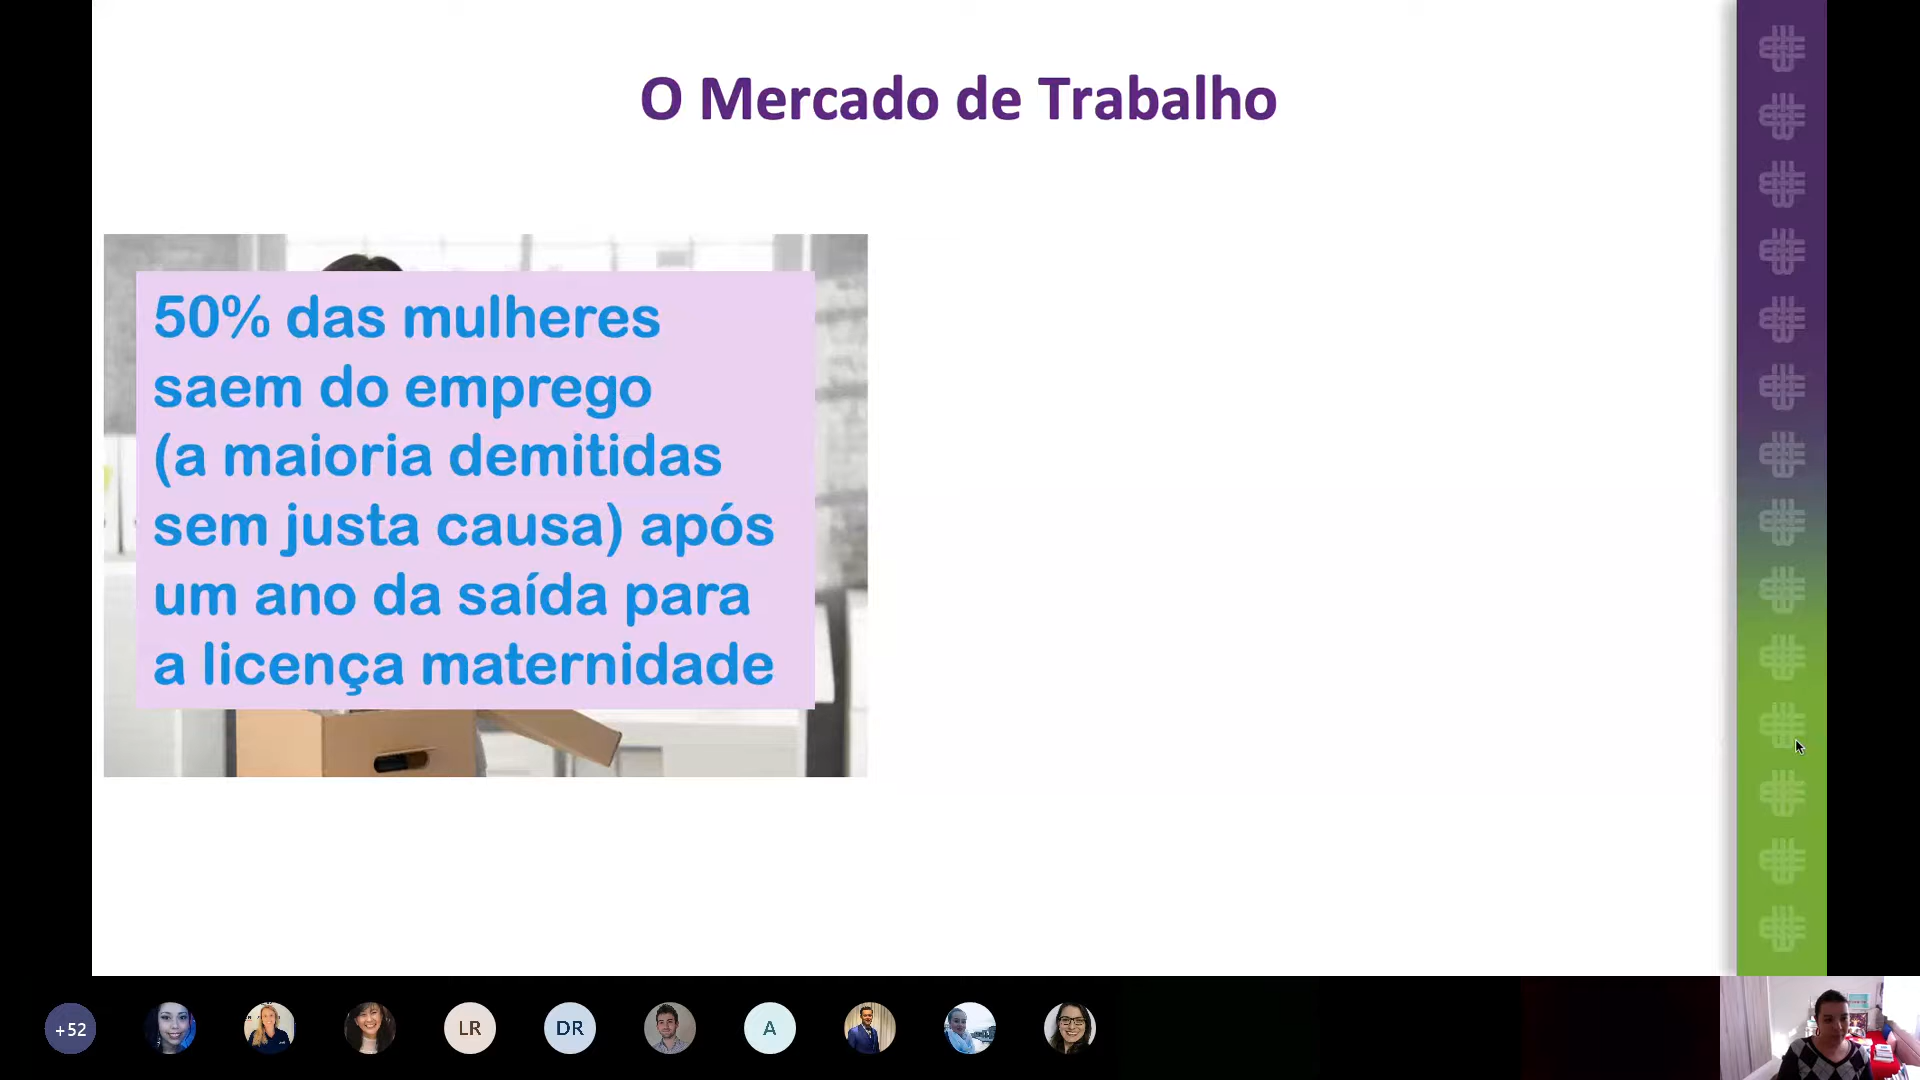 O Mercado de Trabalho
50% das mulheres
saem do emprego
(a maioria demitidas
sem justa causa) após
um ano da saída para
a licença maternidade
+52
LR
DR
A